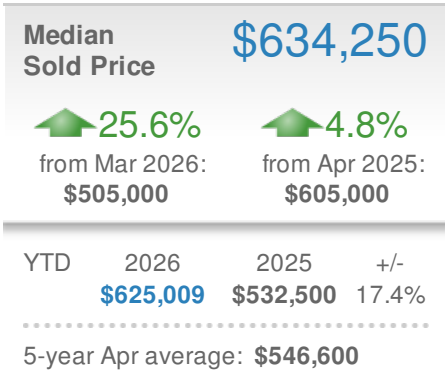 Median
Sold Price
$634,250
25.6%
from Mar 2026:
$505,000
4.8%
from Apr 2025:
$605,000
YTD 2026 2025 +/-
$625,009 $532,500 17.4%
5-year Apr average: $546,600